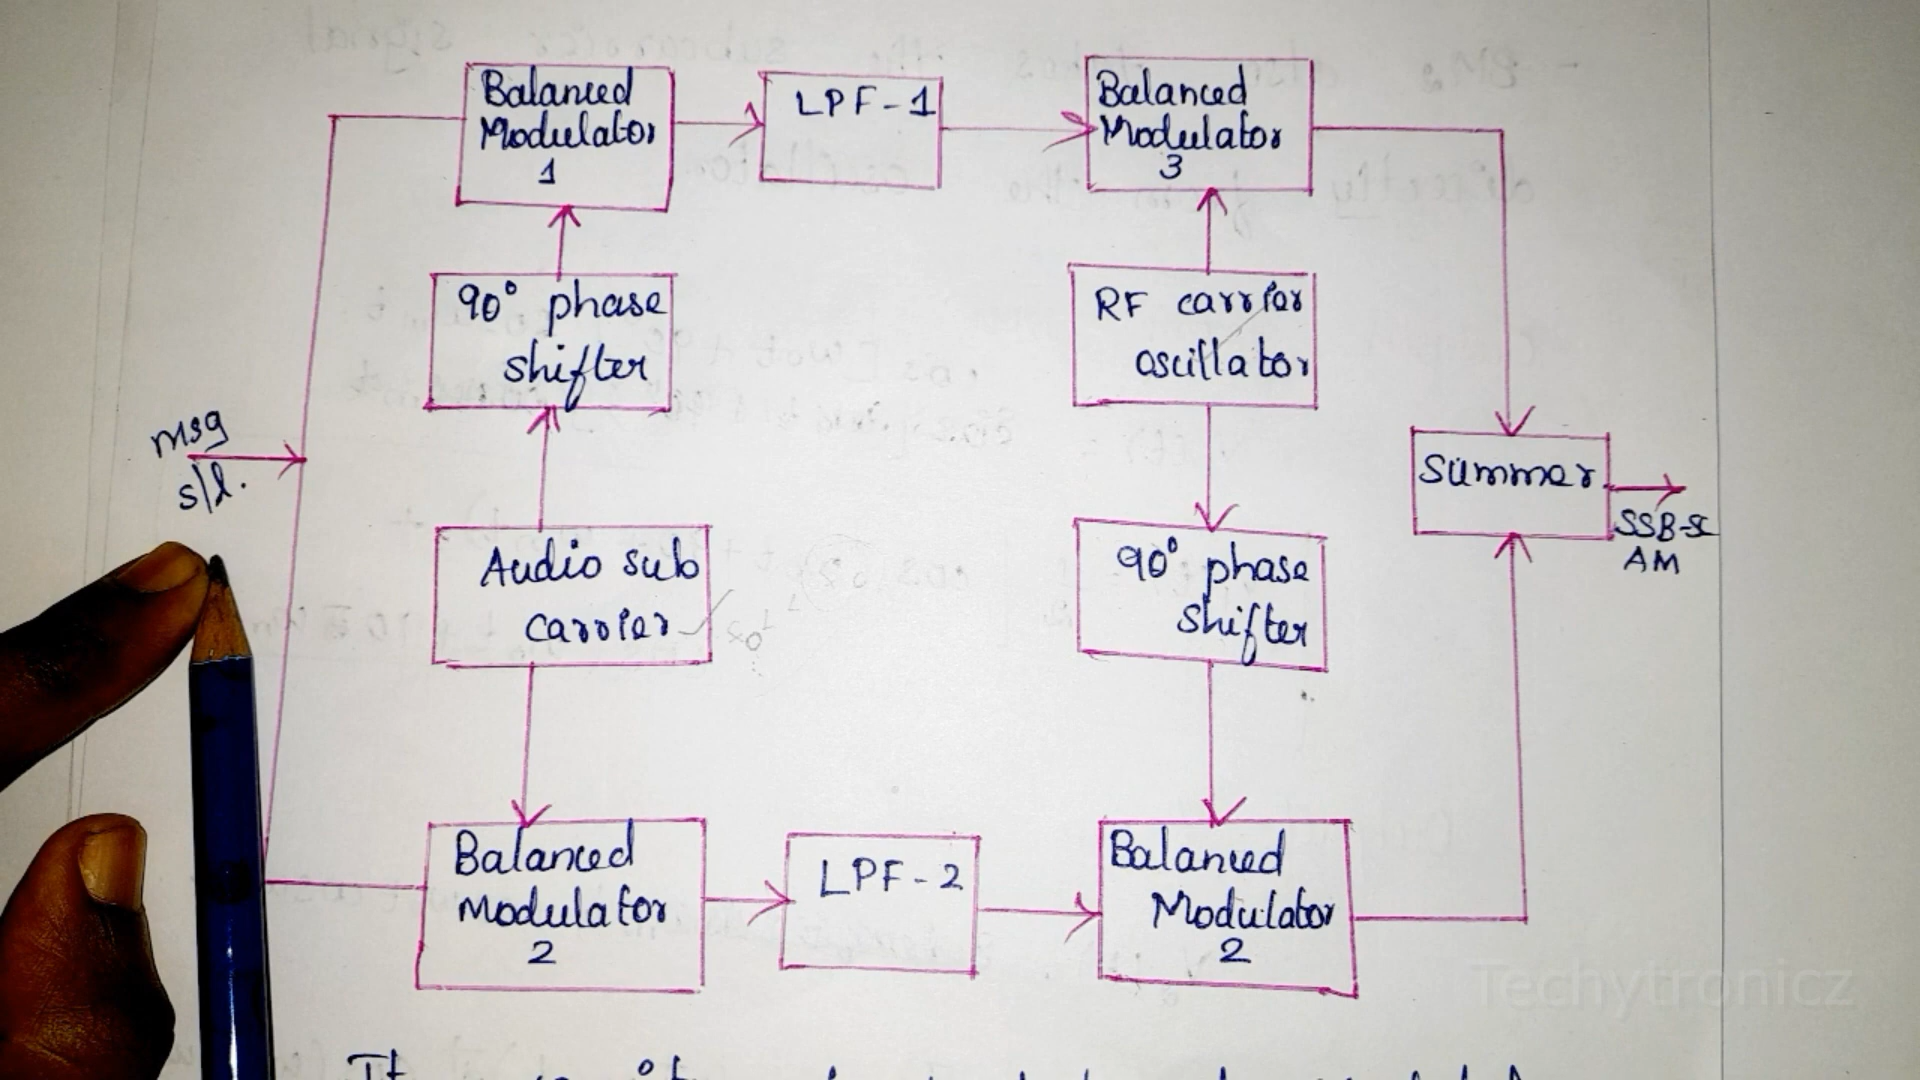 Balanced
Modulator
1
LPF-1
Balanced
Modulator
3
90° phase
shifter
RF carrier
oscillator
msg
s/l.
Summer
SSB-SC
AM
Audio sub
carrier
90° phase
shifter
Balanced
Modulator
2
LPF-2
Balanced
Modulator
2
Techytronicz